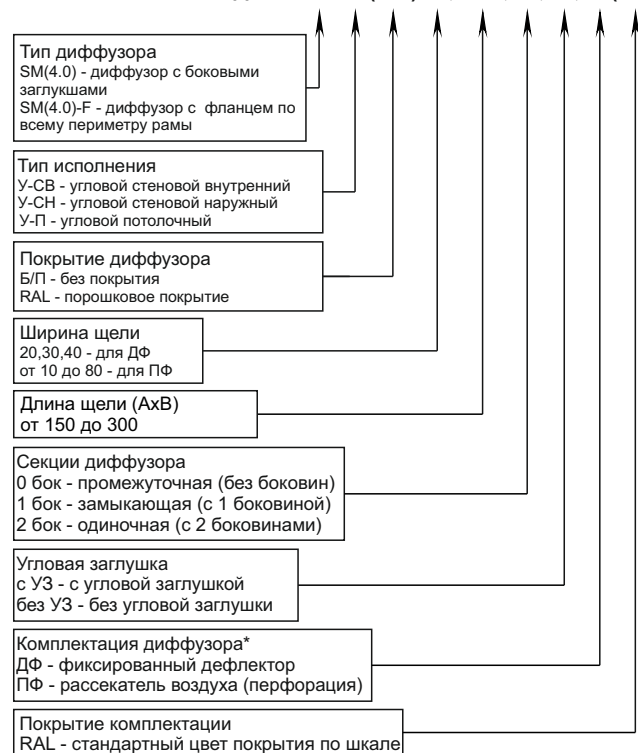 Тип диффузора
SM(4.0) - диффузор с боковыми
заглукшами
SM(4.0)-F - диффузор с фланцем по
всему периметру рамы
Тип исполнения
У-СВ - угловой стеновой внутренний
У-СН - угловой стеновой наружный
У-П - угловой потолочный
Покрытие диффузора
Б/П - без покрытия
RAL - порошковое покрытие
Ширина щели
20,30,40 - для ДФ
от 10 до 80 - для ПФ
Длина щели (АхВ)
от 150 до 300
Секции диффузора
0 бок - промежуточная (без боковин)
1 бок - замыкающая (с 1 боковиной)
2 бок - одиночная (с 2 боковинами)
Угловая заглушка
с УЗ - с угловой заглушкой
без УЗ - без угловой заглушки
Комплектация диффузора*
ДФ - фиксированный дефлектор
ПФ - рассекатель воздуха (перфорация)
Покрытие комплектации
RAL - стандартный цвет покрытия по шкале